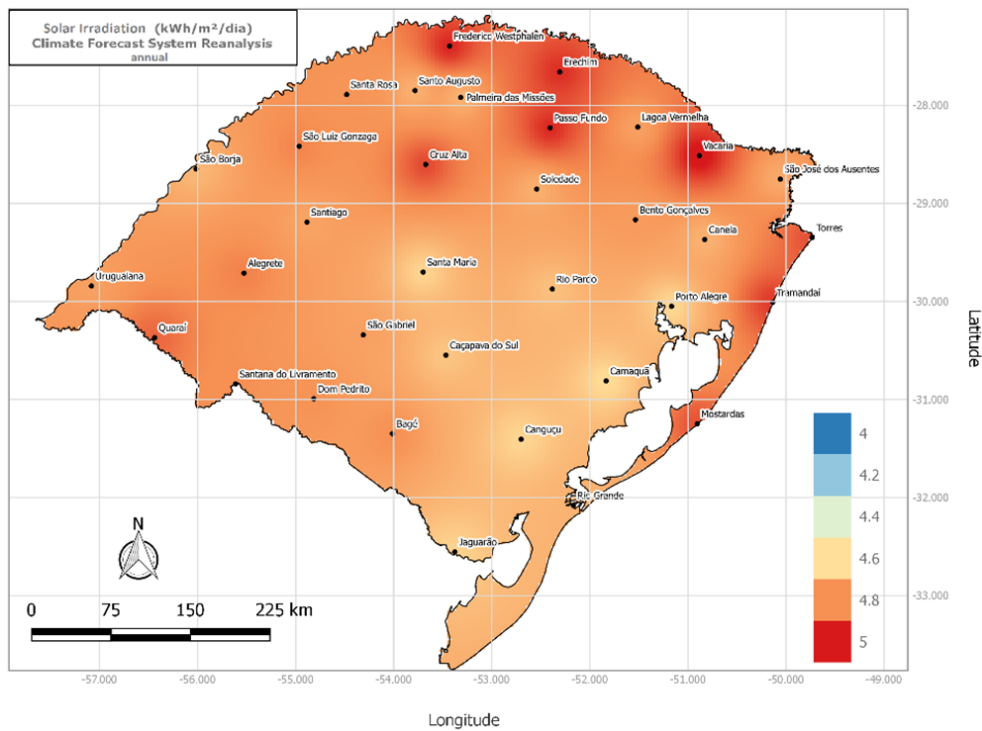 Solar Irradiation (kWh/m²/dia)
Climate Forecast System Reanalysis
annual
Frederico Westphalen
Erechim
Santa Rosa
Santo Augusto
Palmeira das Missões
Passo Fundo
Lagoa Vermelha
São Luiz Gonzaga
Cruz Alta
Vacaria
São Borja
Soledade
São José dos Ausentes
Santiago
Bento Gonçalves
Canela
Torres
Uruguaiana
Alegrete
Santa Maria
Rio Pardo
Porto Alegre
Tramandaí
Quaraí
São Gabriel
Caçapava do Sul
Santana do Livramento
Dom Pedrito
Camaquã
Bagé
Canguçu
Mostardas
Rio Grande
Jaguarão
-28.000
-29.000
-30.000
-31.000
-32.000
-33.000
Latitude
4
4.2
4.4
4.6
4.8
5
N
0 75 150 225 km
-57.000 -56.000 -55.000 -54.000 -53.000 -52.000 -51.000 -50.000 -49.000
Longitude